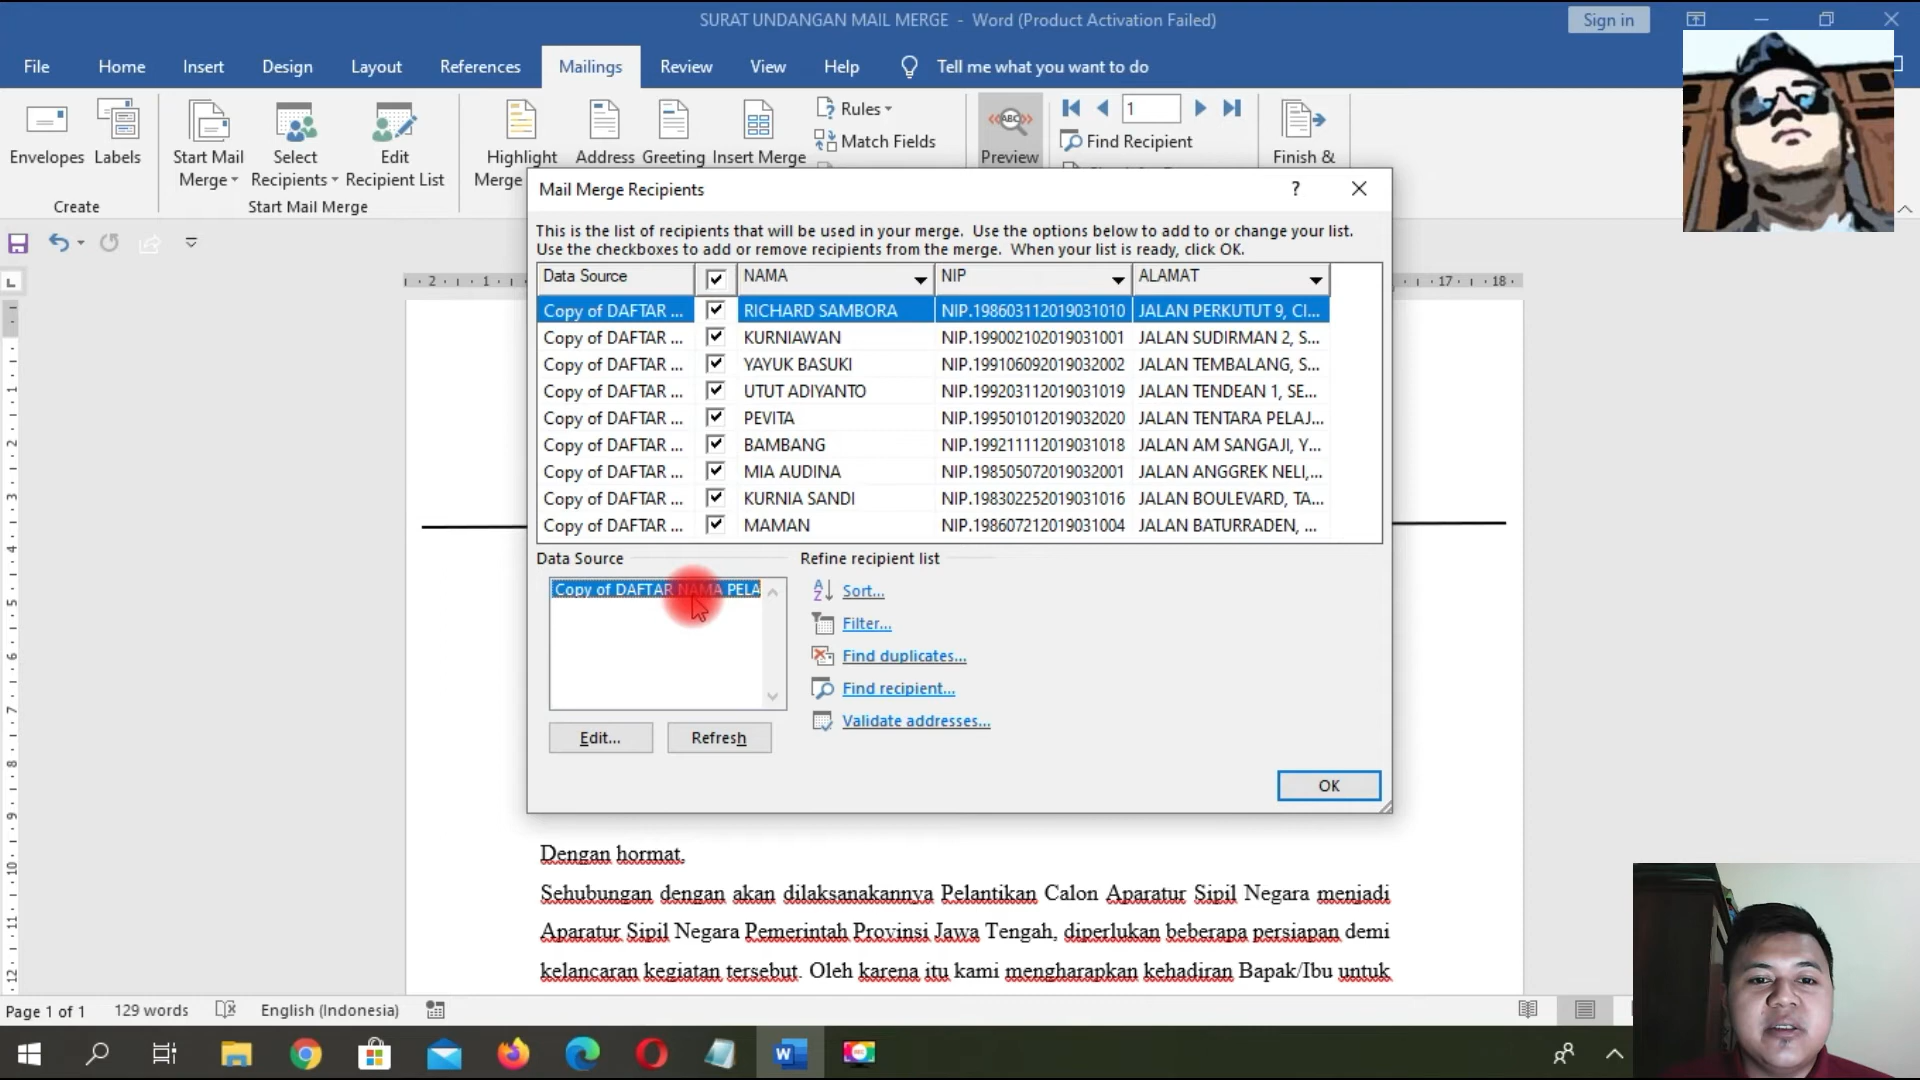 SURAT UNDANGAN MAIL MERGE - Word (Product Activation Failed)
Sign in
File Home Insert Design Layout References Mailings Review View Help Tell me what you want to do
Envelopes
Labels
Start Mail Merge
Select Recipients
Edit Recipient List
Highlight Merge
Address
Greeting
Insert Merge
Rules
Match Fields
Preview
1
Find Recipient
Finish &
Create
Start Mail Merge
Mail Merge Recipients
?
This is the list of recipients that will be used in your merge. Use the options below to add to or change your list.
Use the checkboxes to add or remove recipients from the merge. When your list is ready, click OK.
Data Source NAMA NIP ALAMAT
Copy of DAFTAR ... RICHARD SAMBORA NIP.198603112019031010 JALAN PERKUTUT 9, CI...
Copy of DAFTAR ... KURNIAWAN NIP.199002102019031001 JALAN SUDIRMAN 2, S...
Copy of DAFTAR ... YAYUK BASUKI NIP.199106092019032002 JALAN TEMBALANG, S...
Copy of DAFTAR ... UTUT ADIYANTO NIP.199203112019031019 JALAN TENDEAN 1, SE...
Copy of DAFTAR ... PEVITA NIP.199501012019032020 JALAN TENTARA PELAJ...
Copy of DAFTAR ... BAMBANG NIP.199211112019031018 JALAN AM SANGAJI, Y...
Copy of DAFTAR ... MIA AUDINA NIP.198505072019032001 JALAN ANGGREK NELI,...
Copy of DAFTAR ... KURNIA SANDI NIP.198302252019031016 JALAN BOULEVARD, TA...
Copy of DAFTAR ... MAMAN NIP.198607212019031004 JALAN BATURRADEN, ...
Data Source
Refine recipient list
Copy of DAFTAR NAMA PELA
Sort...
Filter...
Find duplicates...
Find recipient...
Validate addresses...
Edit... Refresh
OK
Dengan hormat,
Sehubungan dengan akan dilaksanakannya Pelantikan Calon Aparatur Sipil Negara menjadi
Aparatur Sipil Negara Pemerintah Provinsi Jawa Tengah, diperlukan beberapa persiapan demi
kelancaran kegiatan tersebut. Oleh karena itu kami mengharapkan kehadiran Bapak/Ibu untuk
Page 1 of 1 129 words English (Indonesia)